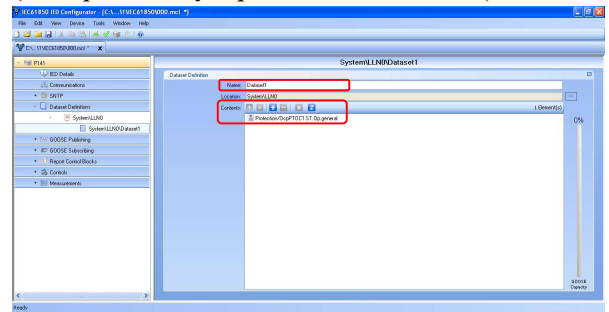 IEC61850 IED Configurator - [C:\...\1\IEC61850\000.mcl *]
File Edit View Device Tools Window Help
C:\...\1\IEC61850\000.mcl * x
P141
IED Details
Communications
SNTP
Dataset Definitions
System\LLN0
System\LLN0\Dataset1
GOOSE Publishing
GOOSE Subscribing
Report Control Blocks
Controls
Measurements
System\LLN0\Dataset1
Dataset Definition
Name: Dataset1
Location: System\LLN0
Contents: 1 Element(s)
Protection/OcpPTOC1.ST.Op.general
0%
GOOSE
Capacity
Ready